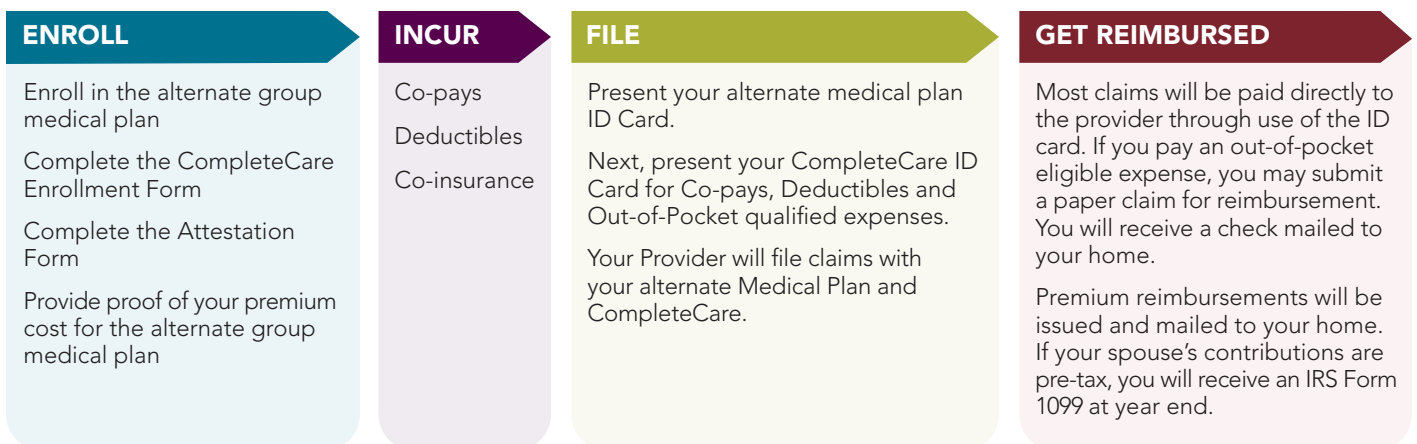 ENROLL
Enroll in the alternate group
medical plan
Complete the CompleteCare
Enrollment Form
Complete the Attestation
Form
Provide proof of your premium
cost for the alternate group
medical plan
INCUR
Co-pays
Deductibles
Co-insurance
FILE
Present your alternate medical plan
ID Card.
Next, present your CompleteCare ID
Card for Co-pays, Deductibles and
Out-of-Pocket qualified expenses.
Your Provider will file claims with
your alternate Medical Plan and
CompleteCare.
GET REIMBURSED
Most claims will be paid directly to
the provider through use of the ID
card. If you pay an out-of-pocket
eligible expense, you may submit
a paper claim for reimbursement.
You will receive a check mailed to
your home.
Premium reimbursements will be
issued and mailed to your home.
If your spouse’s contributions are
pre-tax, you will receive an IRS Form
1099 at year end.